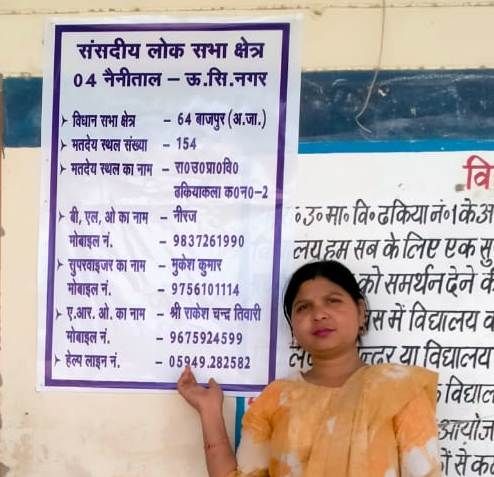 संसदीय लोक सभा क्षेत्र
04 नैनीताल – ऊ.सि.नगर
➢ विधान सभा क्षेत्र – 64 बाजपुर (अ.जा.)
➢ मतदेय स्थल संख्या – 154
➢ मतदेय स्थल का नाम – रा०उ०प्रा०वि०
ढकियाकला क०न०-2
➢ बी, एल, ओ का नाम – नीरज
मोबाइल नं. – 9837261990
➢ सुपरवाइजर का नाम – मुकेश कुमार
मोबाइल नं. – 9756101114
➢ ए.आर. ओ. का नाम – श्री राकेश चन्द्र तिवारी
मोबाइल नं. – 9675924599
➢ हेल्प लाइन नं. – 05949.282582
वि
उ०मा०वि०ढकिया नं०1 के अ
लय हम सब के लिए एक सु
को समर्थन देने के
में विद्यालय व
या विद्यालय
आयोज
से क